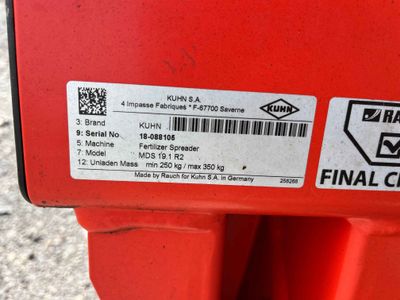 KUHN S.A.
4 Impasse Fabriques * F-67700 Saverne
KUHN
3: Brand KUHN
9: Serial No 18-088105
5: Machine Fertilizer Spreader
7: Model MDS 19.1 R2
12: Unladen Mass min 250 kg / max 350 kg
Made by Rauch for Kuhn S.A. in Germany
258268
RA
FINAL C